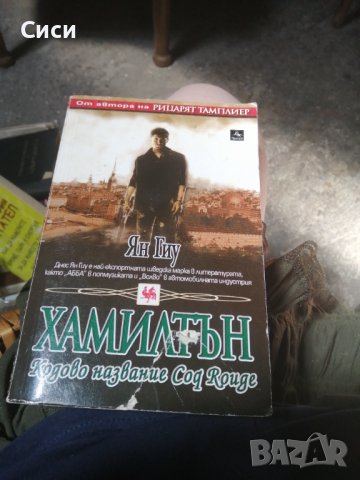 Сиси
От автора на РИЦАРЯТ ТАМПЛИЕР
Ян Гиу
Днес Ян Гиу е най-експортната шведска марка в литературата,
както „АББА" в попмузиката и „Волво" в автомобилната индустрия
ХАМИЛТЪН
Кодово название Coq Rouge
BAZAR